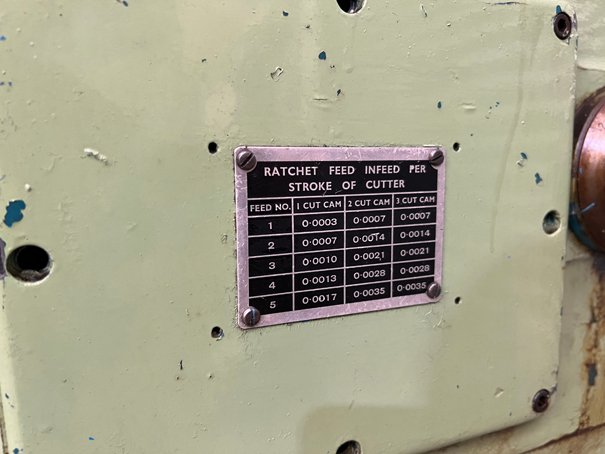 RATCHET FEED INFEED PER
STROKE OF CUTTER
FEED NO. 1 CUT CAM 2 CUT CAM 3 CUT CAM
1 0·0003 0·0007 0·0007
2 0·0007 0·0014 0·0014
3 0·0010 0·0021 0·0021
4 0·0013 0·0028 0·0028
5 0·0017 0·0035 0·0035